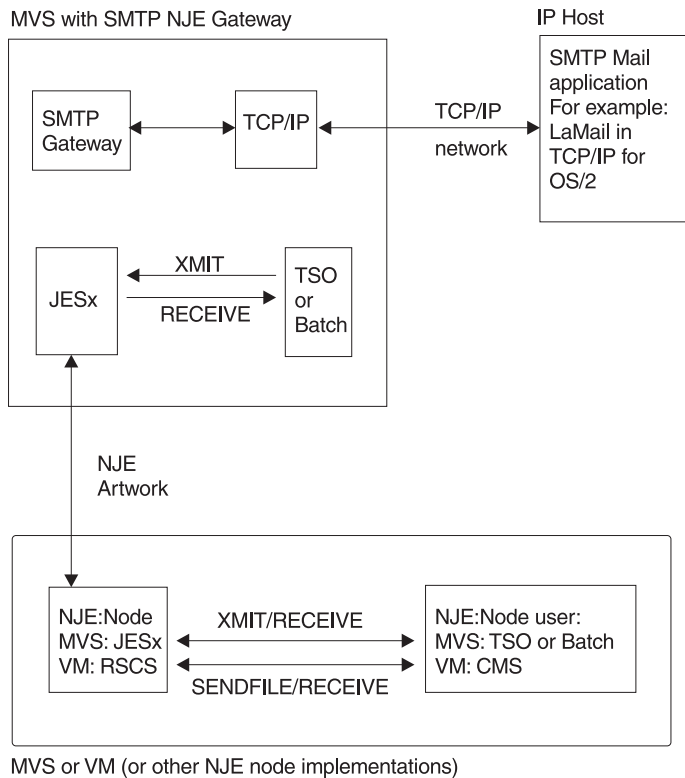 MVS with SMTP NJE Gateway
IP Host
SMTP
Gateway
TCP/IP
TCP/IP
network
SMTP Mail
application
For example:
LaMail in
TCP/IP for
OS/2
JESx
XMIT
RECEIVE
TSO
or
Batch
NJE
Artwork
NJE:Node
MVS: JESx
VM: RSCS
XMIT/RECEIVE
SENDFILE/RECEIVE
NJE:Node user:
MVS: TSO or Batch
VM: CMS
MVS or VM (or other NJE node implementations)